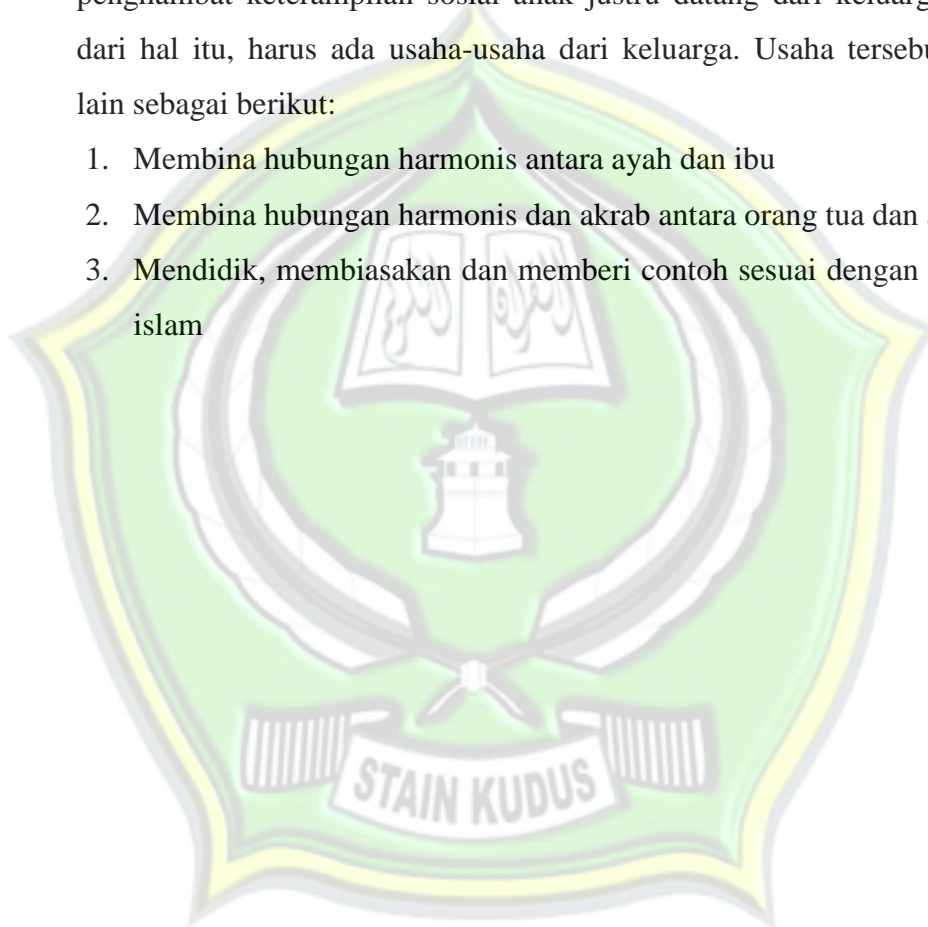 penghambat keterampilan sosial anak justru datang dari
dari hal itu, harus ada usaha-usaha dari keluarga. Usaha
lain sebagai berikut:
1. Membina hubungan harmonis antara ayah dan ibu
2. Membina hubungan harmonis dan akrab antara orang tua dan
3. Mendidik, membiasakan dan memberi contoh sesuai dengan
islam
STAIN KUDUS